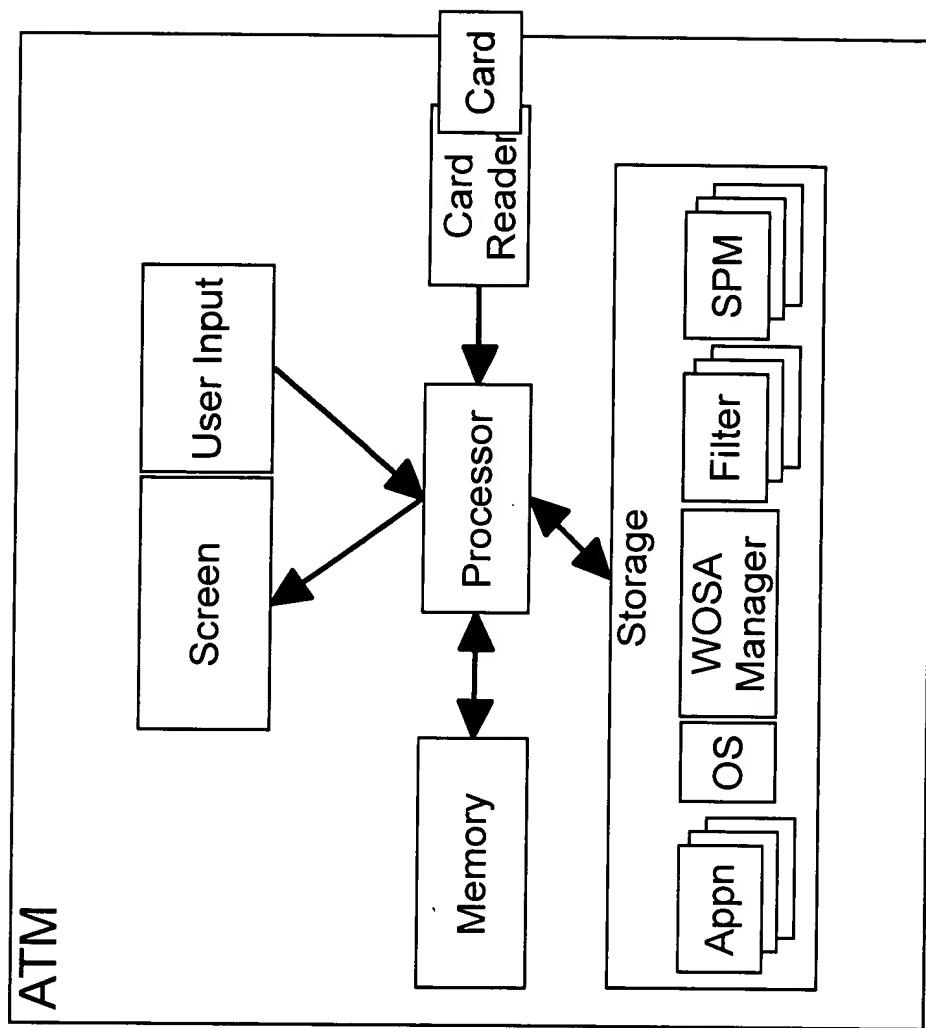 ATM
Screen
User Input
Memory
Processor
Card
Reader
Card
Storage
Appn
OS
WOSA
Manager
Filter
SPM